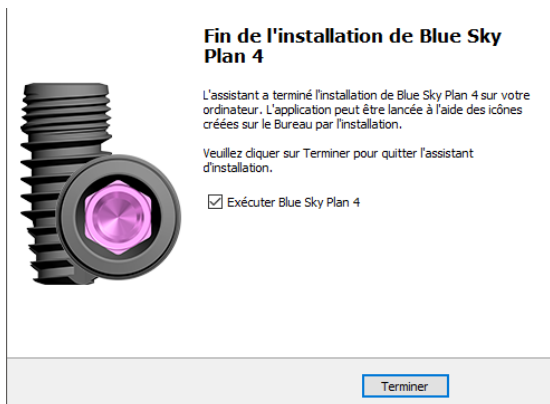 Fin de l'installation de Blue Sky
Plan 4
L'assistant a terminé l'installation de Blue Sky Plan 4 sur votre
ordinateur. L'application peut être lancée à l'aide des icônes
créées sur le Bureau par l'installation.
Veuillez cliquer sur Terminer pour quitter l'assistant
d'installation.
Exécuter Blue Sky Plan 4
Terminer